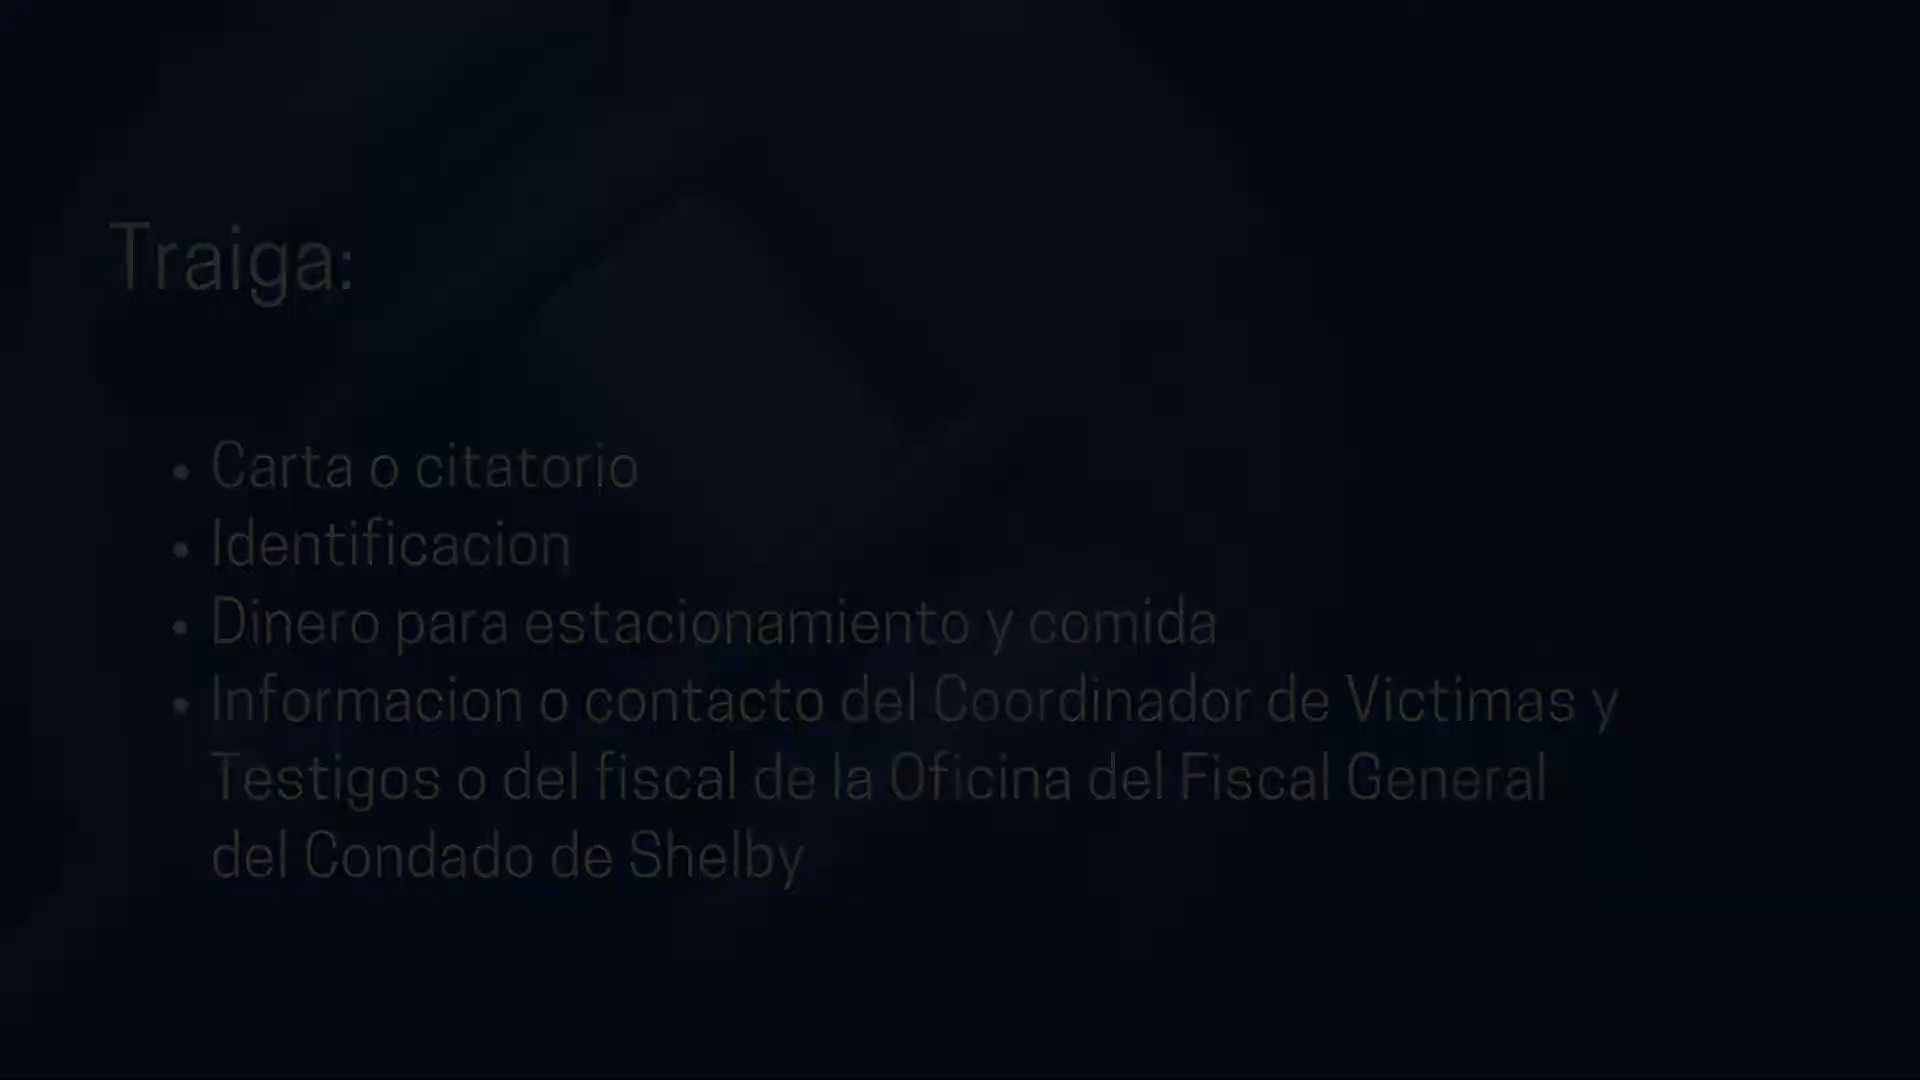 Traiga:
• Carta o citatorio
• Identificacion
• Dinero para estacionamiento y comida
• Informacion o contacto del Coordinador de Victimas y
Testigos o del fiscal de la Oficina del Fiscal General
del Condado de Shelby